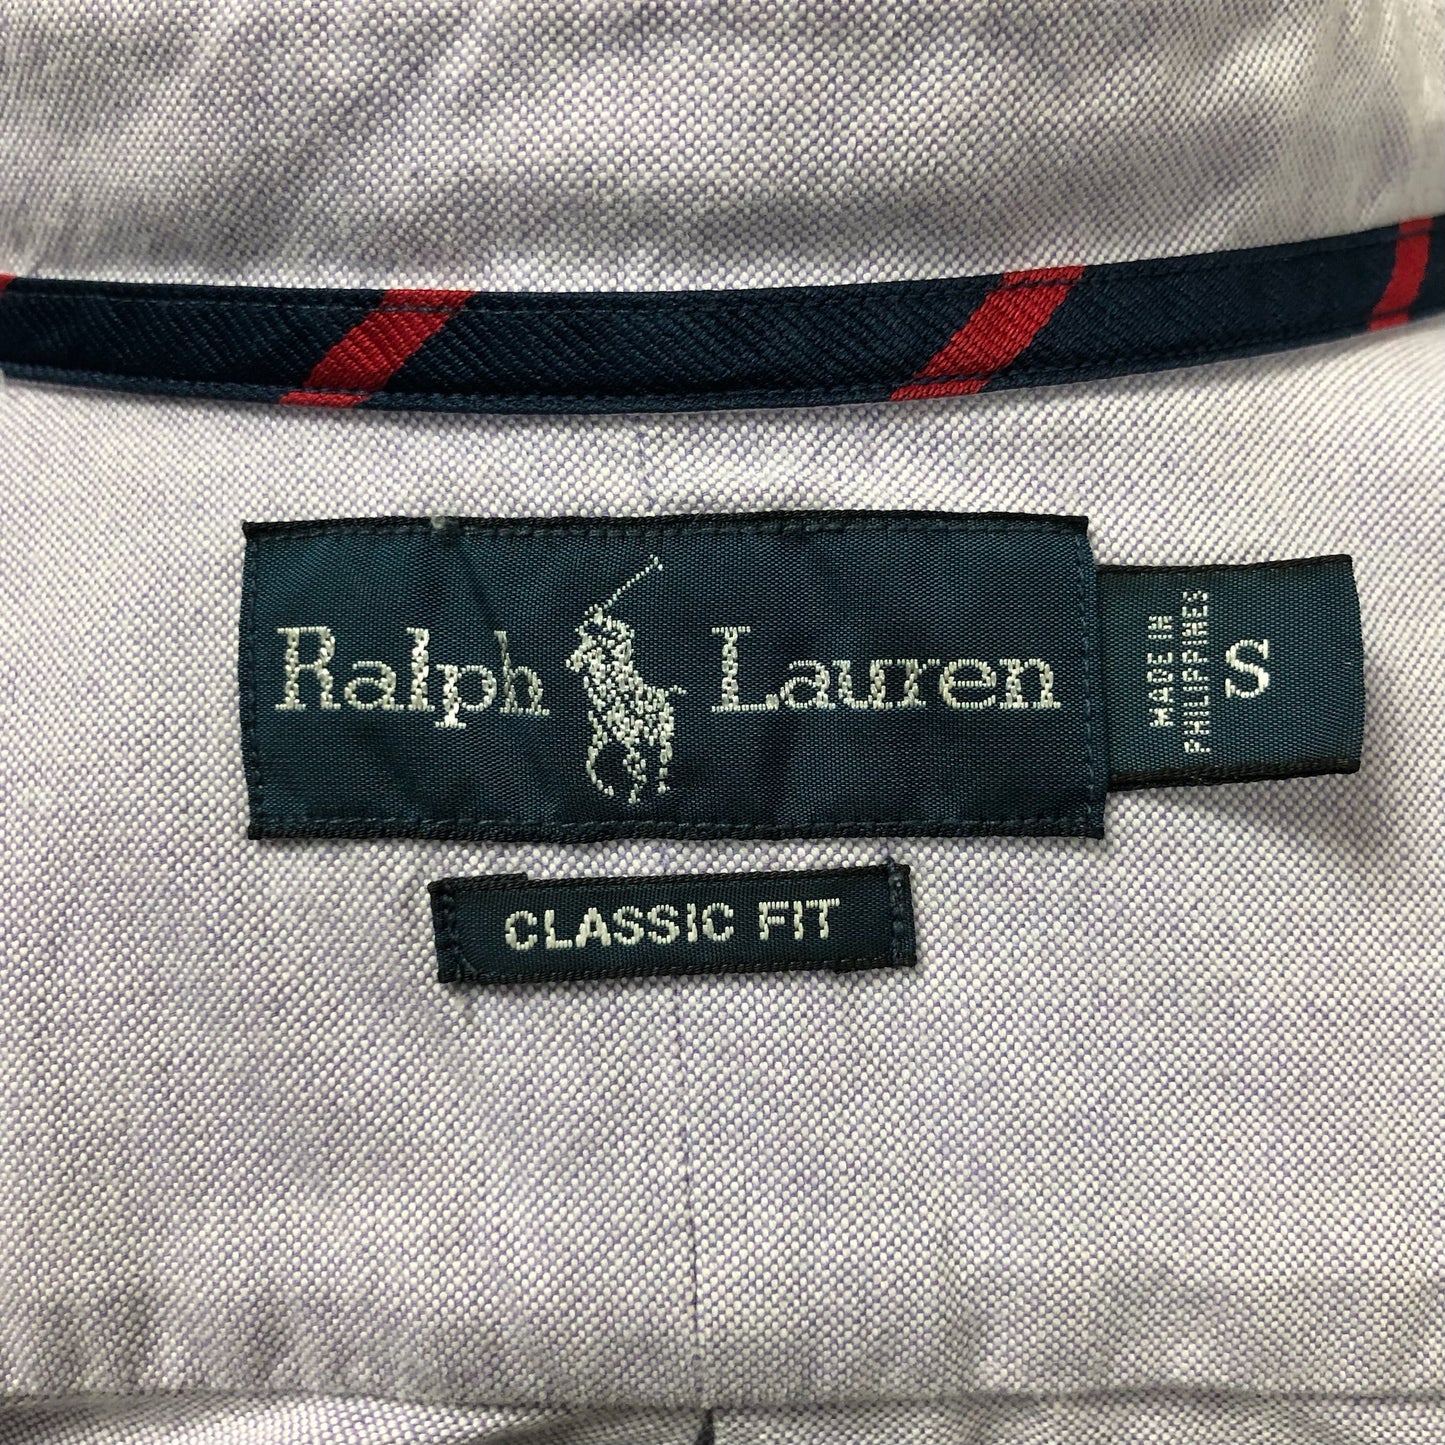 Ralph Lauren
MADE IN
PHILIPPINES
S
CLASSIC FIT